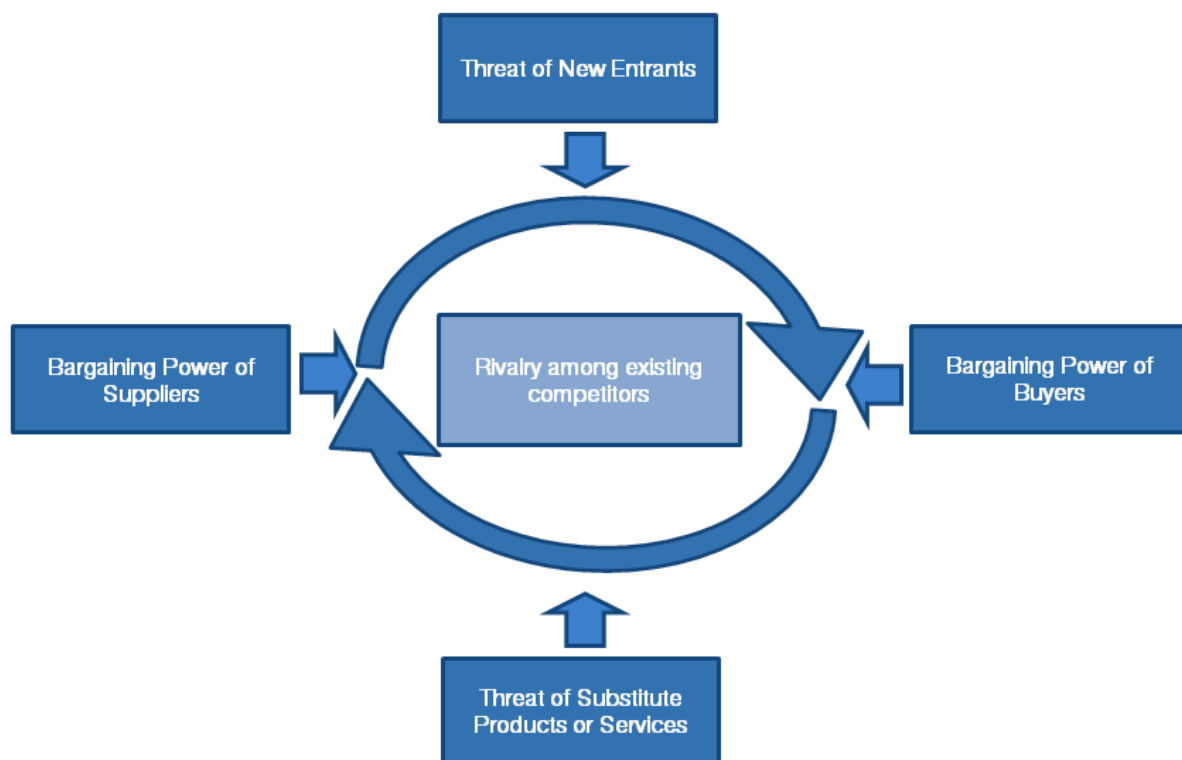 Threat of New Entrants
Bargaining Power of
Suppliers
Rivalry among existing
competitors
Bargaining Power of
Buyers
Threat of Substitute
Products or Services